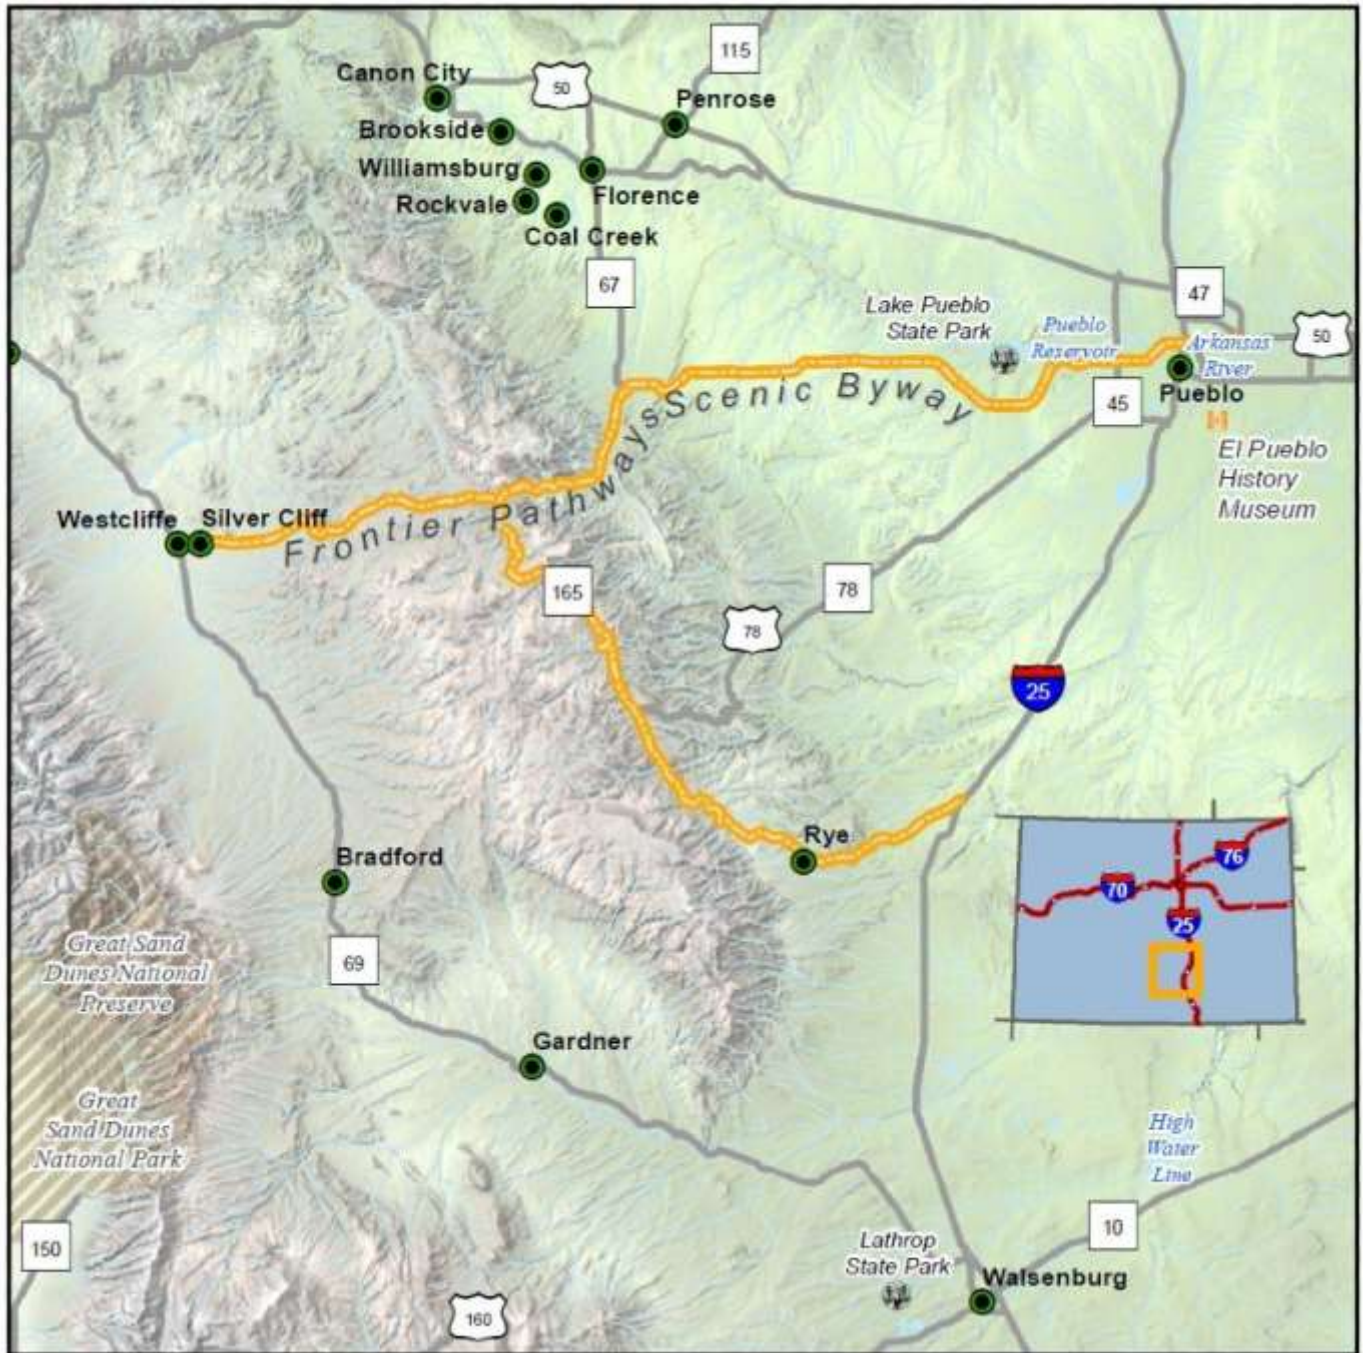 115
Canon City
50
Penrose
Brookside
Williamsburg
Florence
Rockvale
Coal Creek
67
47
Lake Pueblo
State Park
Pueblo
Reservoir
50
Arkansas
River
Pueblo
45
Frontier Pathways Scenic Byway
El Pueblo
History
Museum
Westcliffe
Silver Cliff
165
78
78
25
Rye
76
70
25
Bradford
69
Great Sand
Dunes National
Preserve
Gardner
Great
Sand Dunes
National Park
High
Water
Line
150
10
Lathrop
State Park
Walsenburg
160